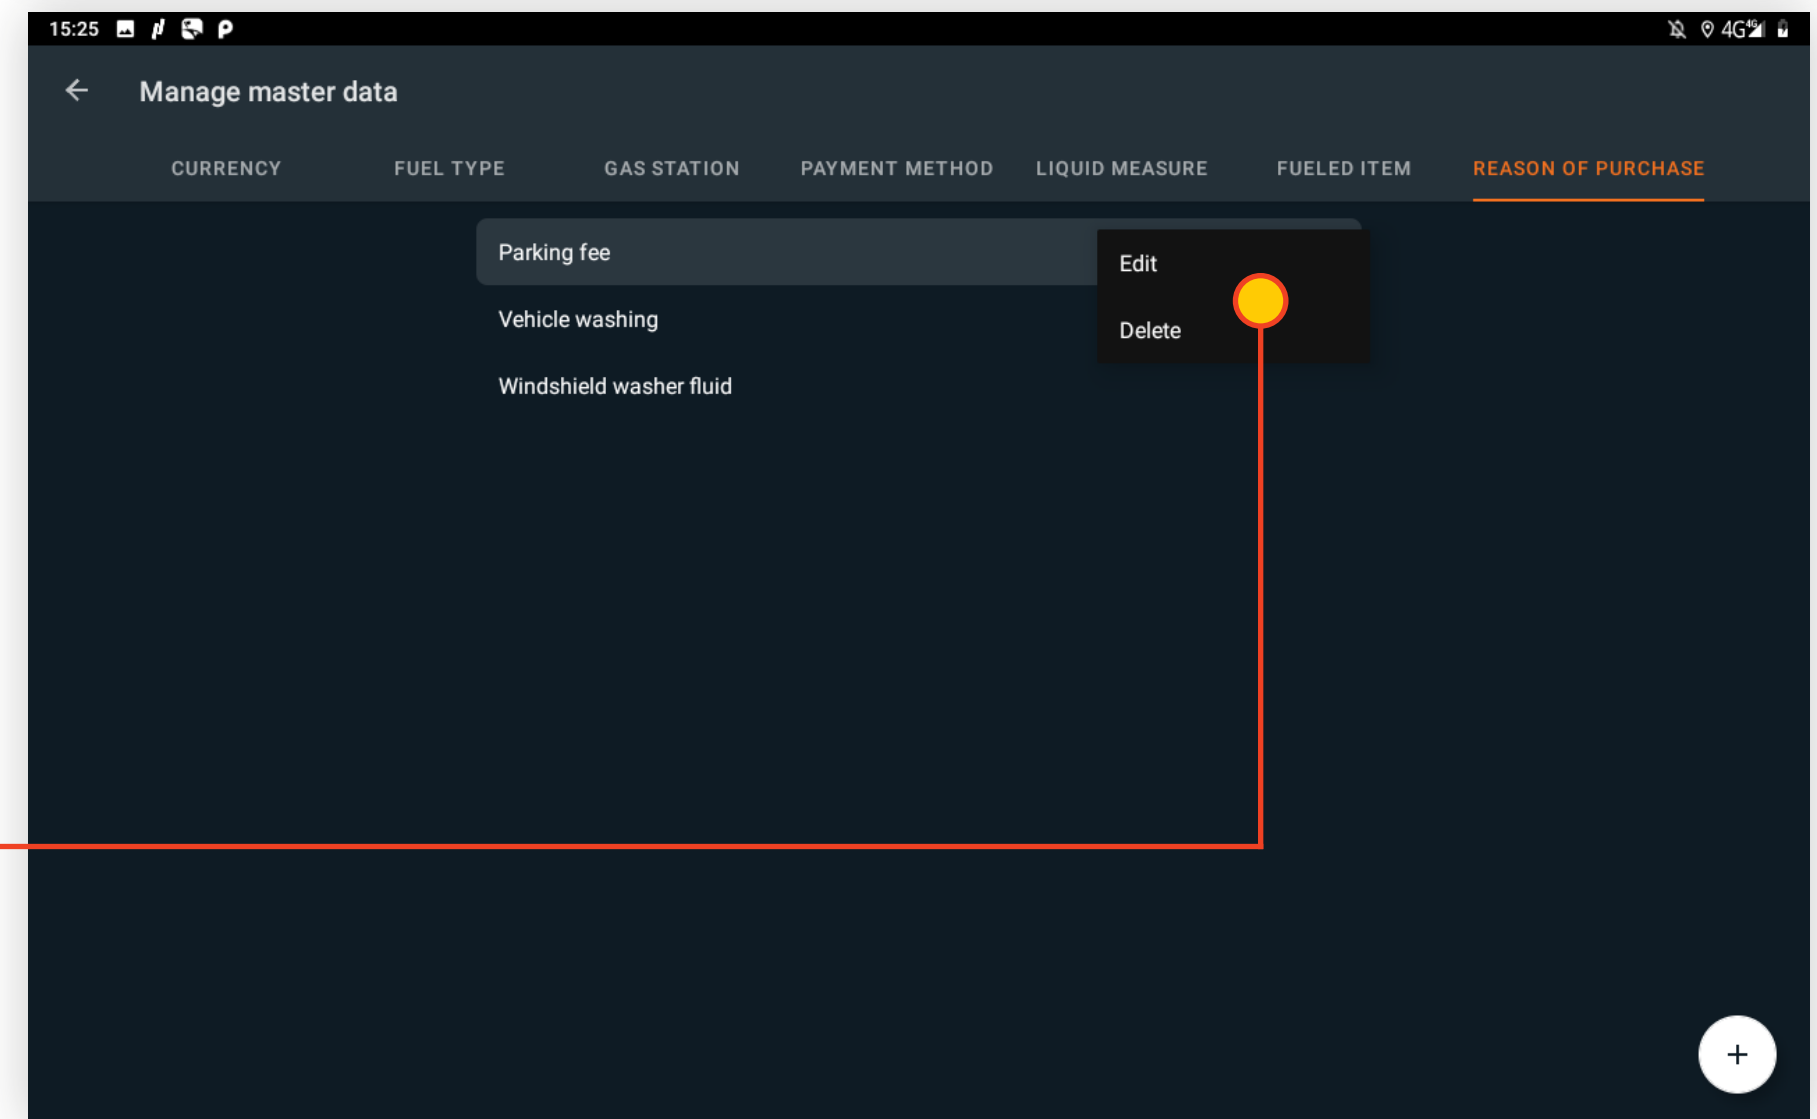 15:25 4G 4G
Manage master data
CURRENCY FUEL TYPE GAS STATION PAYMENT METHOD LIQUID MEASURE FUELED ITEM REASON OF PURCHASE
Parking fee
Edit
Vehicle washing
Delete
Windshield washer fluid